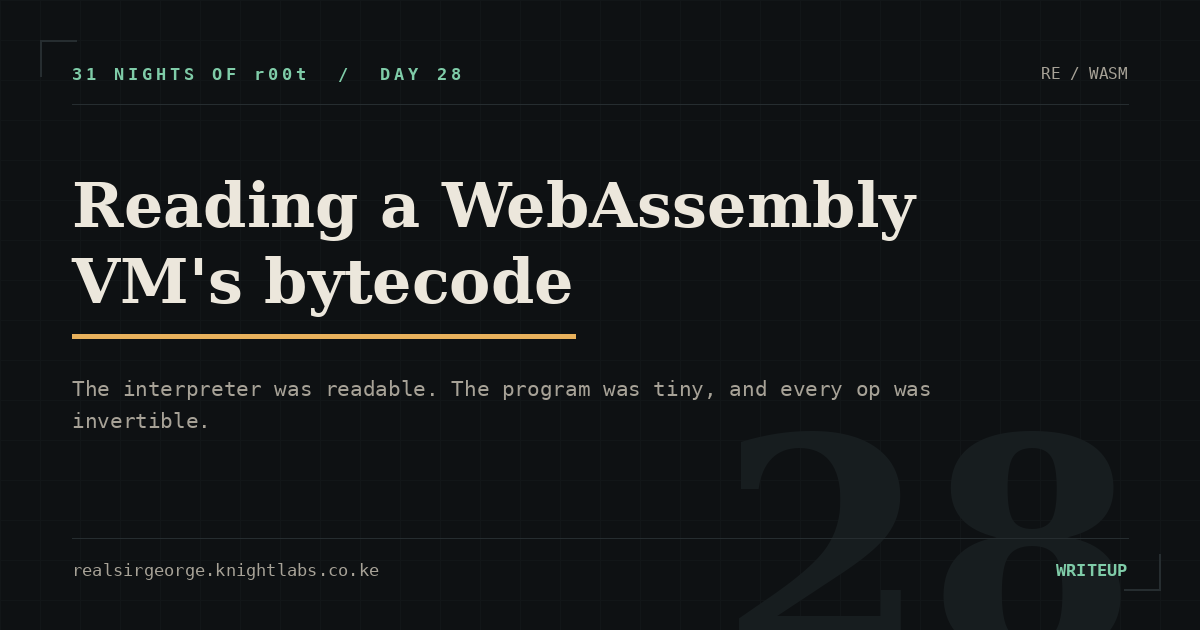 31 NIGHTS OF r00t / DAY 28
RE / WASM
Reading a WebAssembly
VM's bytecode
The interpreter was readable. The program was tiny, and every op was
invertible.
28
realsirgeorge.knightlabs.co.ke
WRITEUP